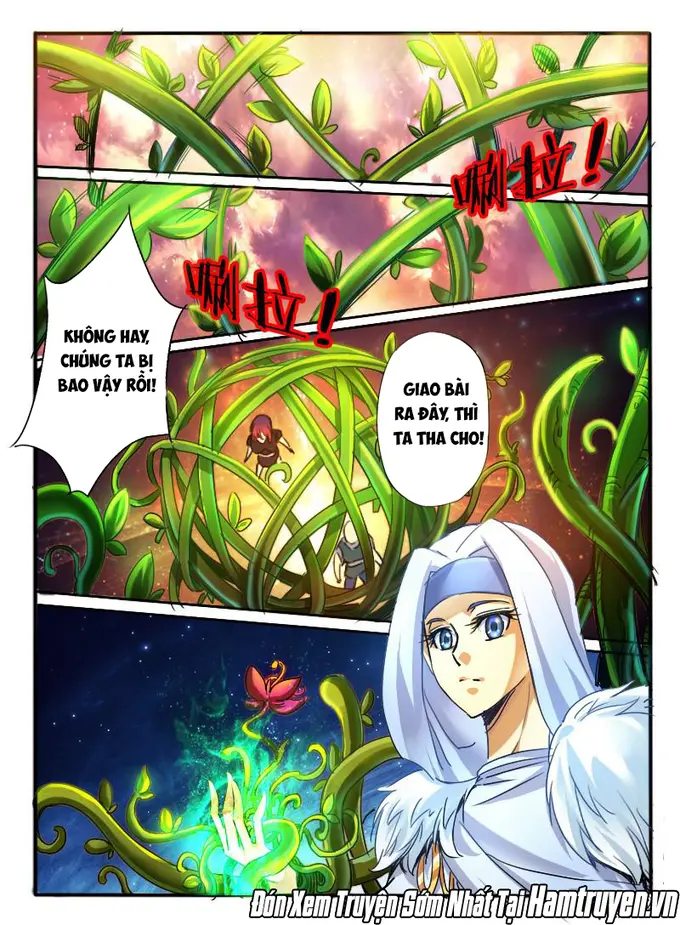 唰拉！
唰拉！
KHÔNG HAY,
CHÚNG TA BỊ
BAO VẬY RỒI!
GIAO BÀI
RA ĐÂY, THÌ
TA THA CHO!
Đón Xem Truyện Sớm Nhất Tại Hamtruyen.vn